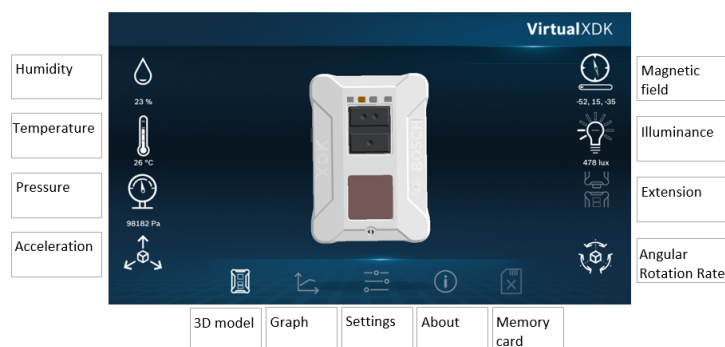 VirtualXDK
Humidity
23 %
Temperature
26 °C
Pressure
98182 Pa
Acceleration
XDK
BOSCH
-52, 15, -35
Magnetic
field
478 lux
Illuminance
Extension
Angular
Rotation Rate
3D model
Graph
Settings
About
Memory
card